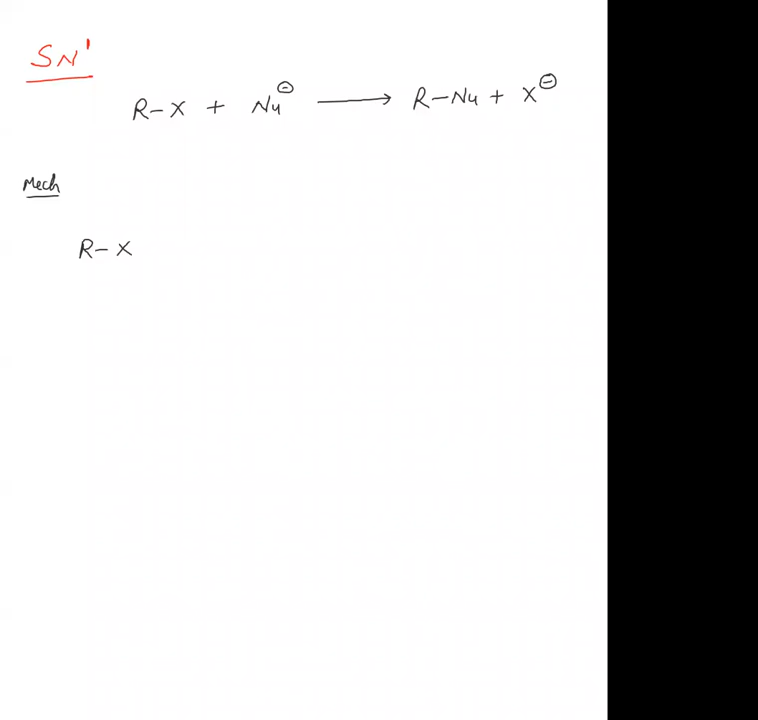 SN'
R-X + Nu⊖ → R-Nu + X⊖
Mech
R-X